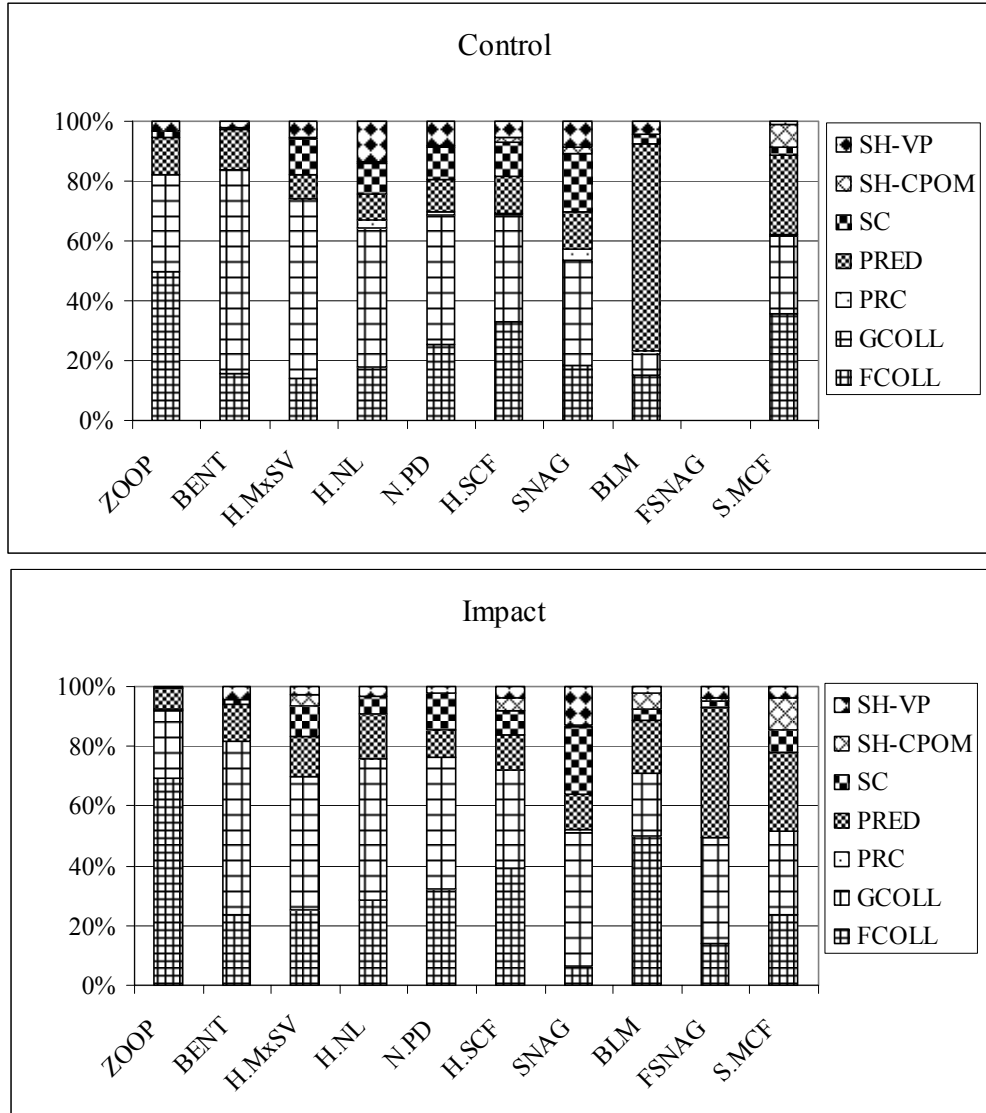 Control
100%
80%
60%
40%
20%
0%
ZOOP
BENT
H.MxSV
H.NL
N.PD
H.SCF
SNAG
BLM
FSNAG
S.MCF
SH-VP
SH-CPOM
SC
PRED
PRC
GCOLL
FCOLL
Impact
100%
80%
60%
40%
20%
0%
ZOOP
BENT
H.MxSV
H.NL
N.PD
H.SCF
SNAG
BLM
FSNAG
S.MCF
SH-VP
SH-CPOM
SC
PRED
PRC
GCOLL
FCOLL